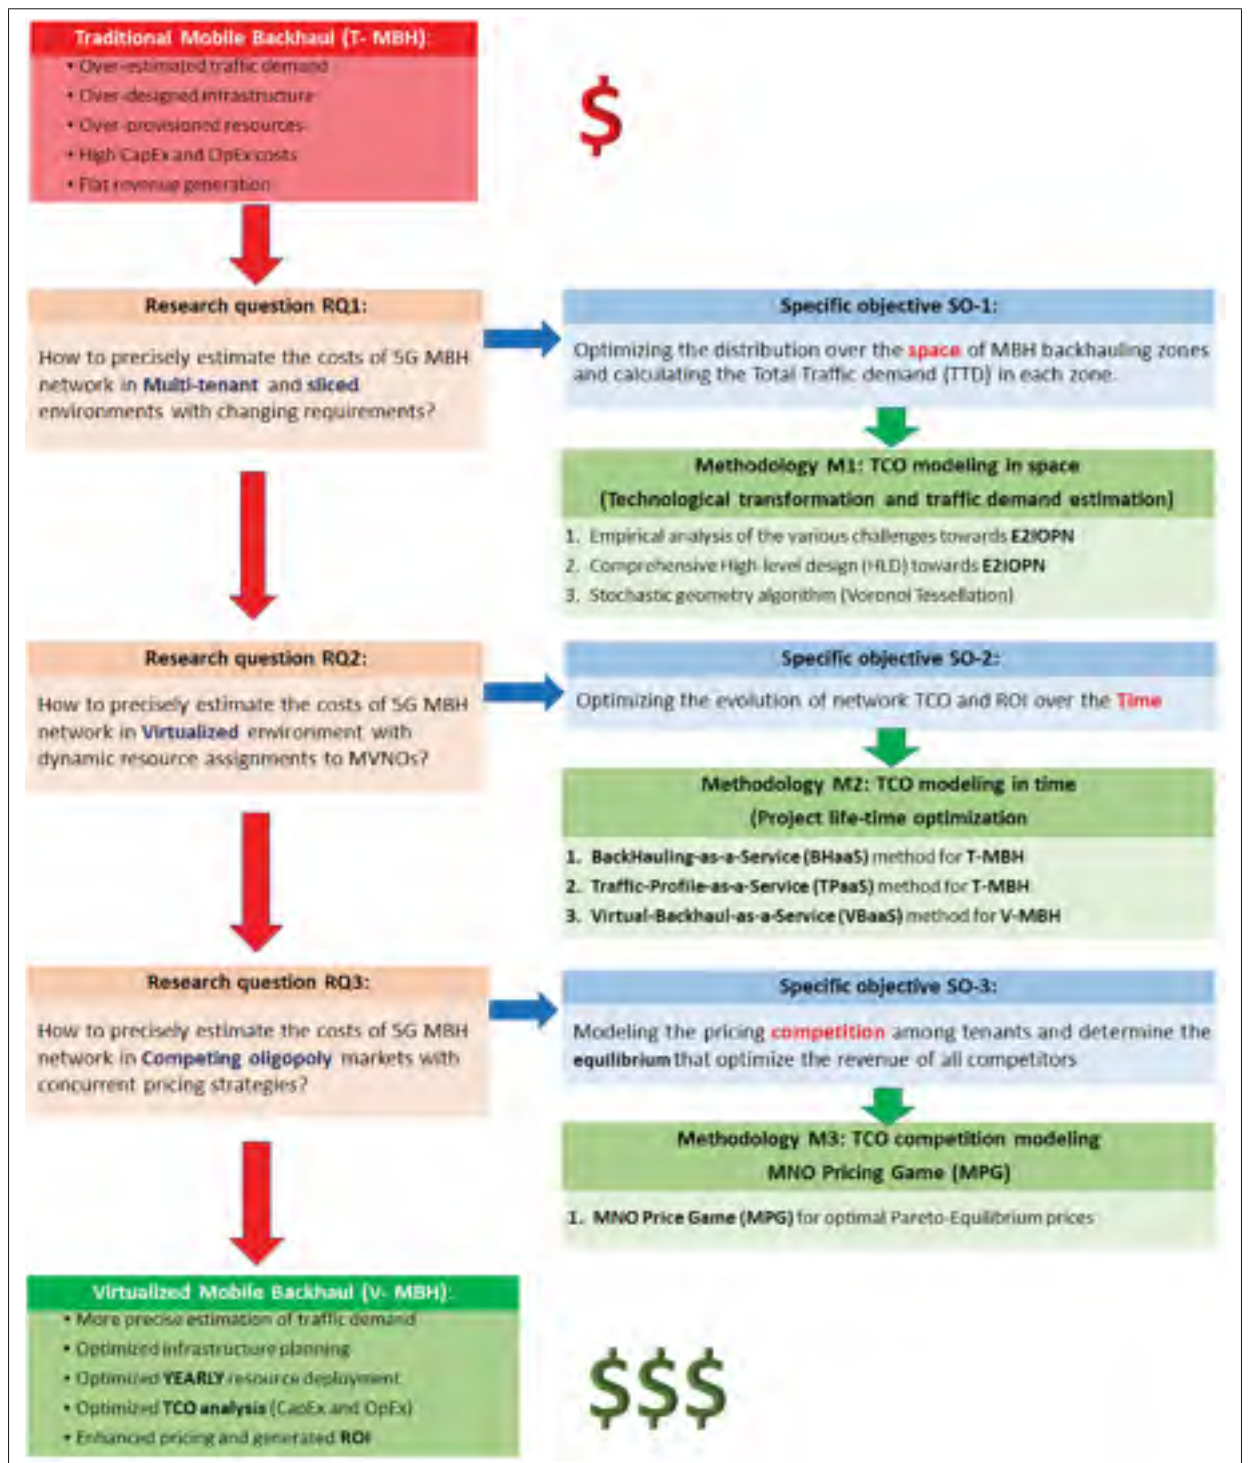 Traditional Mobile Backhaul (T- MBH):
• Over-estimated traffic demand
• Over-designed infrastructure
• Over-provisioned resources
• High CapEx and OpEx costs
• Flat revenue generation
$
Research question RQ1:
How to precisely estimate the costs of 5G MBH
network in Multi-tenant and sliced
environments with changing requirements?
Specific objective SO-1:
Optimizing the distribution over the space of MBH backhauling zones
and calculating the Total Traffic demand (TTD) in each zone.
Methodology M1: TCO modeling in space
(Technological transformation and traffic demand estimation)
1. Empirical analysis of the various challenges towards E2IOPN
2. Comprehensive High-level design (HLD) towards E2IOPN
3. Stochastic geometry algorithm (Voronoi Tessellation)
Research question RQ2:
How to precisely estimate the costs of 5G MBH
network in Virtualized environment with
dynamic resource assignments to MVNOs?
Specific objective SO-2:
Optimizing the evolution of network TCO and ROI over the Time
Methodology M2: TCO modeling in time
(Project life-time optimization
1. BackHauling-as-a-Service (BHaaS) method for T-MBH
2. Traffic-Profile-as-a-Service (TPaaS) method for T-MBH
3. Virtual-Backhaul-as-a-Service (VBaaS) method for V-MBH
Research question RQ3:
How to precisely estimate the costs of 5G MBH
network in Competing oligopoly markets with
concurrent pricing strategies?
Specific objective SO-3:
Modeling the pricing competition among tenants and determine the
equilibrium that optimize the revenue of all competitors
Methodology M3: TCO competition modeling
MNO Pricing Game (MPG)
1. MNO Price Game (MPG) for optimal Pareto-Equilibrium prices
Virtualized Mobile Backhaul (V- MBH):
• More precise estimation of traffic demand
• Optimized infrastructure planning
• Optimized YEARLY resource deployment
• Optimized TCO analysis (CapEx and OpEx)
• Enhanced pricing and generated ROI
$$$